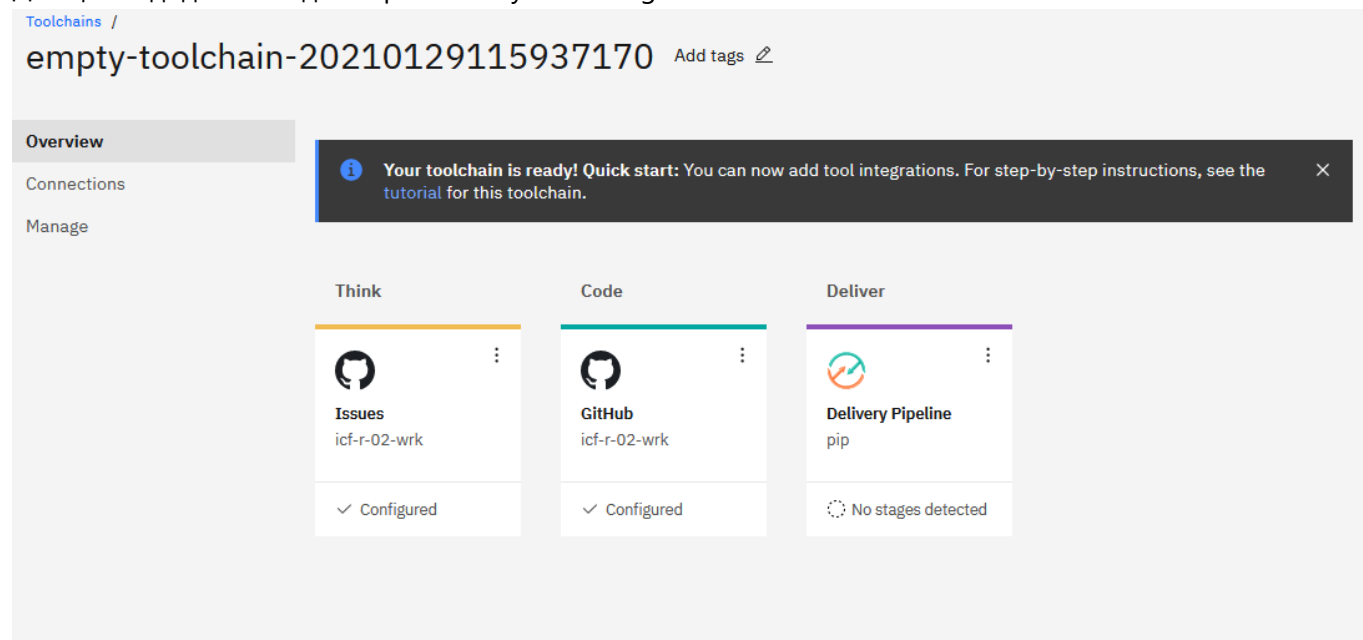 Toolchains /
empty-toolchain-20210129115937170 Add tags
Overview
Connections
Manage
Your toolchain is ready! Quick start: You can now add tool integrations. For step-by-step instructions, see the
tutorial for this toolchain.
Think
Code
Deliver
Issues
icf-r-02-wrk
Configured
GitHub
icf-r-02-wrk
Configured
Delivery Pipeline
pip
No stages detected